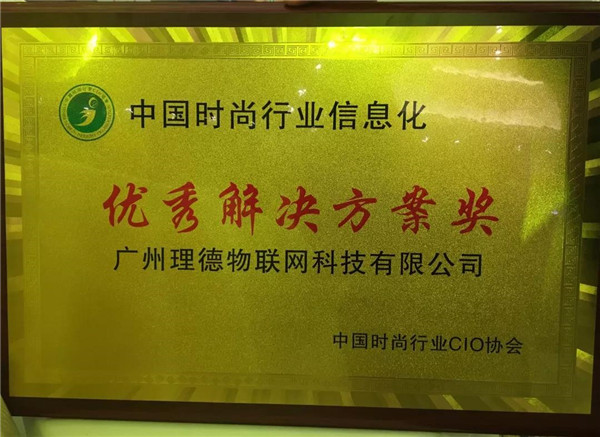 中国时尚行业信息化
优秀解决方案奖
广州理德物联网科技有限公司
中国时尚行业CIO协会